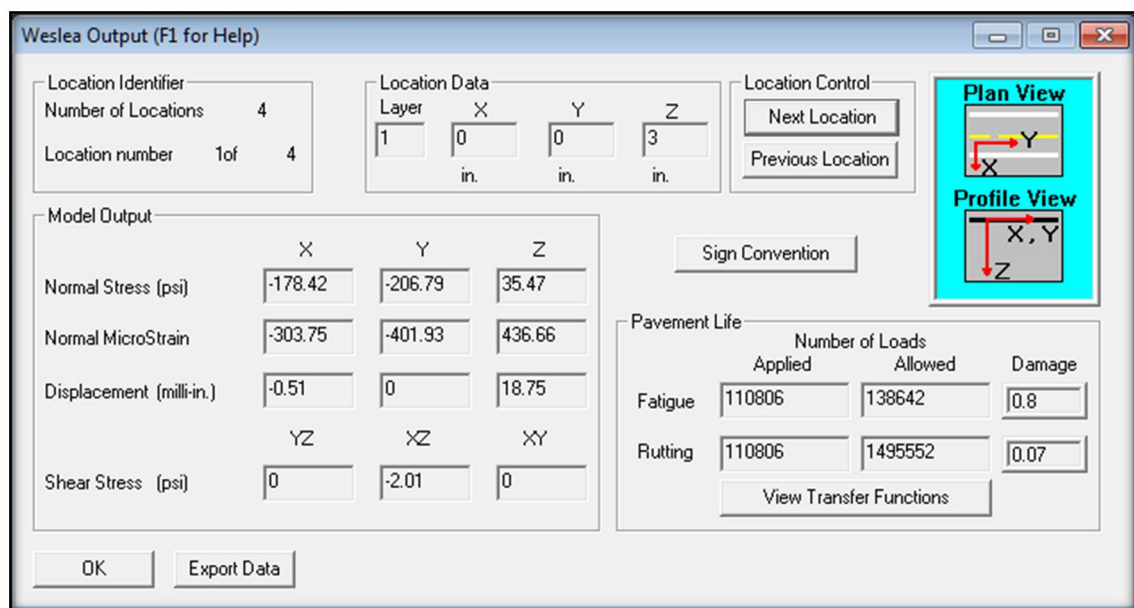 Weslea Output (F1 for Help)
Location Identifier
Number of Locations 4
Location number 1of 4
Location Data
Layer X Y Z
1 0 0 3
in. in. in.
Location Control
Next Location
Previous Location
Plan View
Y
X
Profile View
X, Y
Z
Model Output
X Y Z
Normal Stress (psi) -178.42 -206.79 35.47
Normal MicroStrain -303.75 -401.93 436.66
Displacement (milli-in.) -0.51 0 18.75
YZ XZ XY
Shear Stress (psi) 0 -2.01 0
Sign Convention
Pavement Life
Number of Loads
Applied Allowed Damage
Fatigue 110806 138642 0.8
Rutting 110806 1495552 0.07
View Transfer Functions
OK Export Data